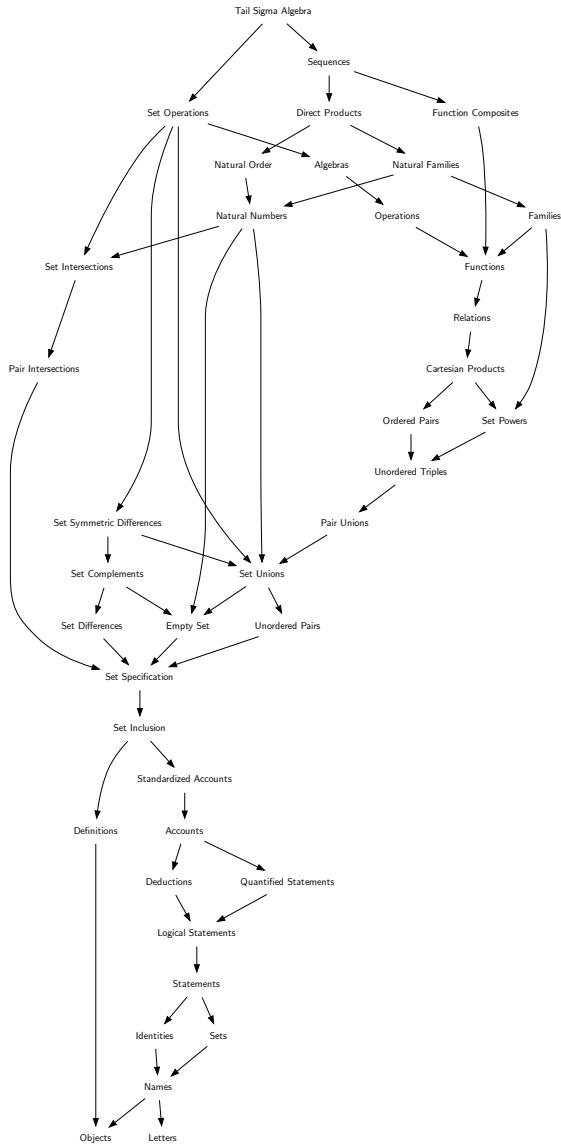 Tail Sigma Algebra
Sequences
Set Operations
Direct Products
Function Composites
Natural Order
Algebras
Natural Families
Natural Numbers
Operations
Families
Set Intersections
Functions
Relations
Pair Intersections
Cartesian Products
Ordered Pairs
Set Powers
Unordered Triples
Set Symmetric Differences
Pair Unions
Set Complements
Set Unions
Set Differences
Empty Set
Unordered Pairs
Set Specification
Set Inclusion
Standardized Accounts
Definitions
Accounts
Deductions
Quantified Statements
Logical Statements
Statements
Identities
Sets
Names
Objects
Letters